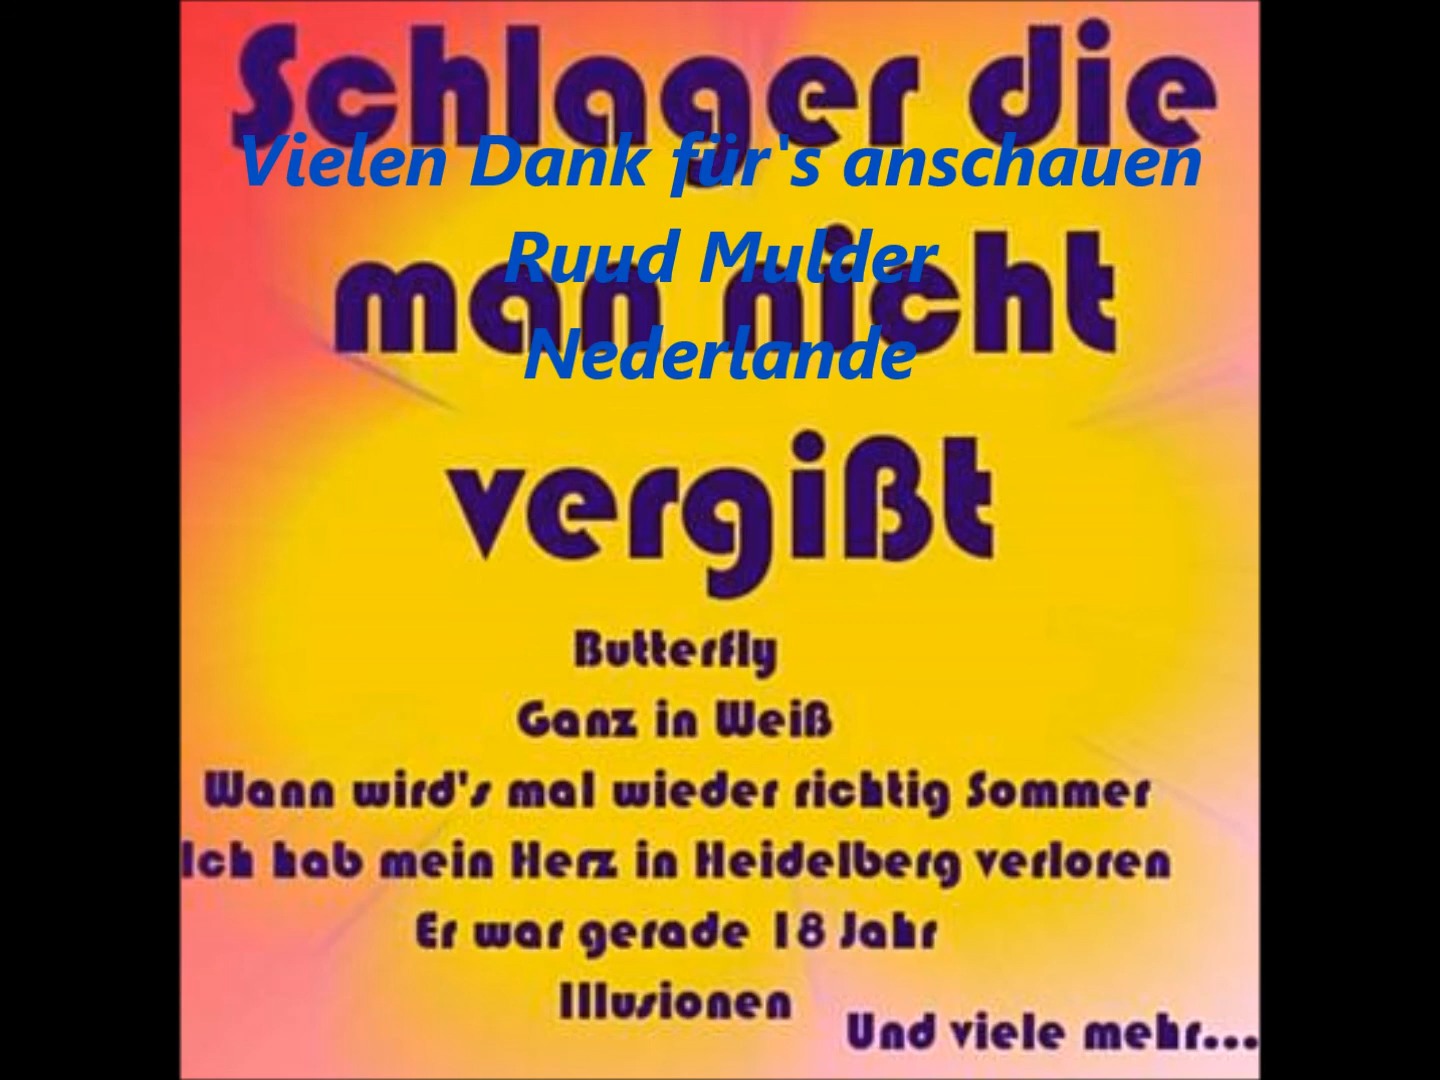 Schlager die
Vielen Dank für's anschauen
Ruud Mulder
man nicht
Nederlande
vergißt
Butterfly
Ganz in Weiß
Wann wird's mal wieder richtig Sommer
Ich hab mein Herz in Heidelberg verloren
Er war gerade 18 Jahr
Illusionen
Und viele mehr...